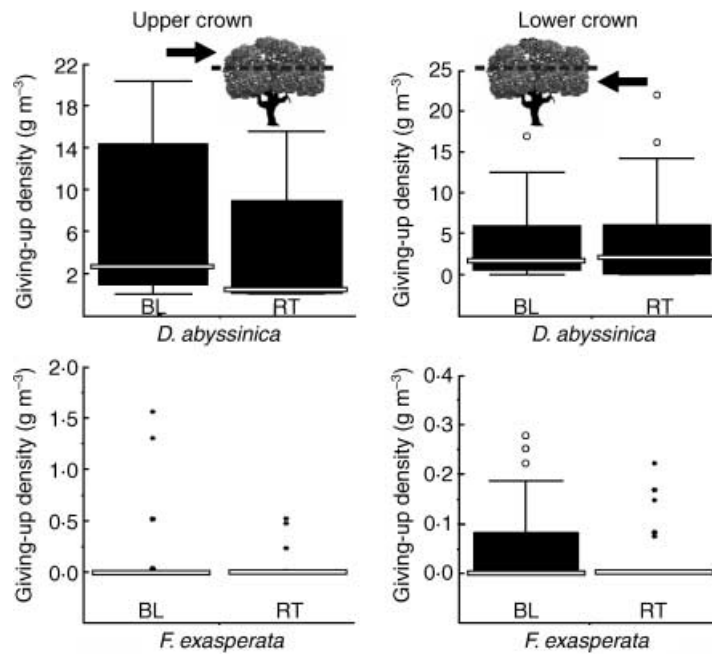 Upper crown
Giving-up density (g m⁻³)
22
18
14
10
6
2
BL RT
D. abyssinica
Lower crown
Giving-up density (g m⁻³)
25
20
15
10
5
0
BL RT
D. abyssinica
Giving-up density (g m⁻³)
2·0
1·5
1·0
0·5
0·0
BL RT
F. exasperata
Giving-up density (g m⁻³)
0·4
0·3
0·2
0·1
0·0
BL RT
F. exasperata